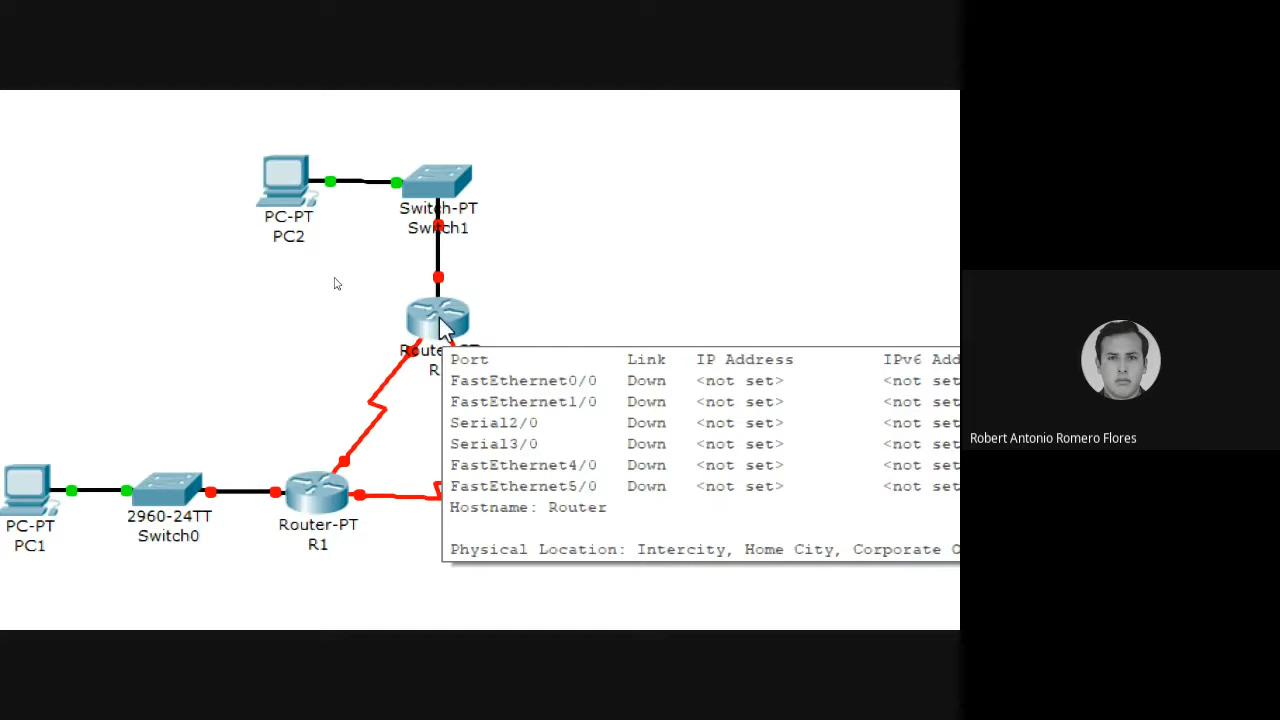 PC-PT
PC2
Switch-PT
Switch1
Port Link IP Address IPv6 Add
FastEthernet0/0 Down <not set> <not set
FastEthernet1/0 Down <not set> <not set
Serial2/0 Down <not set> <not set
Serial3/0 Down <not set> <not set
FastEthernet4/0 Down <not set> <not set
FastEthernet5/0 Down <not set> <not set
Hostname: Router
Physical Location: Intercity, Home City, Corporate O
PC-PT
PC1
2960-24TT
Switch0
Router-PT
R1
Robert Antonio Romero Flores